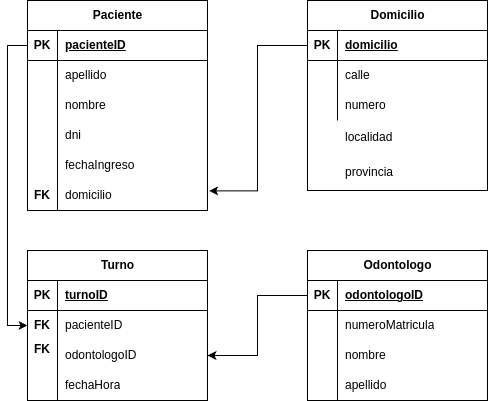 Paciente
PK pacienteID
apellido
nombre
dni
fechaIngreso
FK domicilio
Domicilio
PK domicilio
calle
numero
localidad
provincia
Turno
PK turnoID
FK pacienteID
FK odontologoID
fechaHora
Odontologo
PK odontologoID
numeroMatricula
nombre
apellido